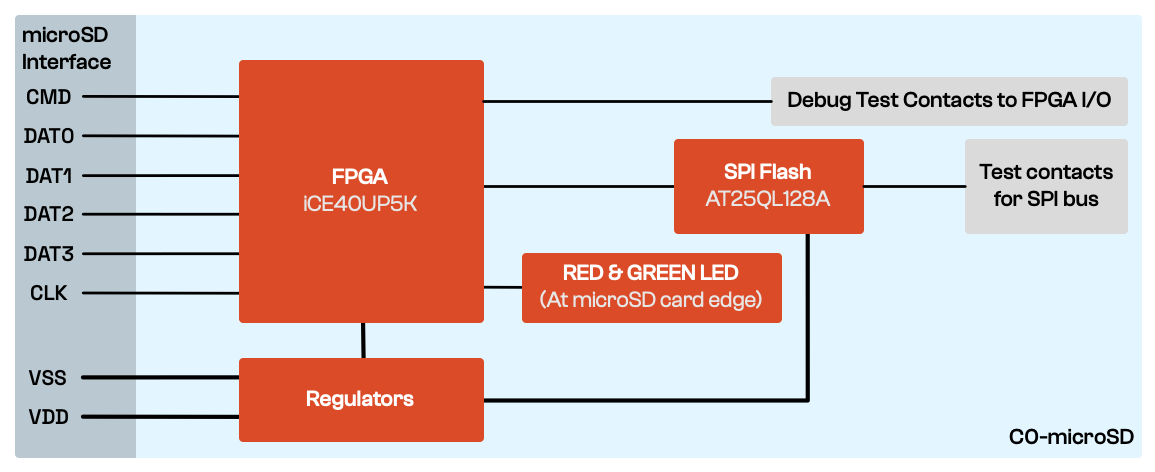 microSD
Interface
CMD
DAT0
DAT1
DAT2
DAT3
CLK
VSS
VDD
FPGA
iCE40UP5K
Regulators
Debug Test Contacts to FPGA I/O
SPI Flash
AT25QL128A
Test contacts
for SPI bus
RED & GREEN LED
(At microSD card edge)
C0-microSD